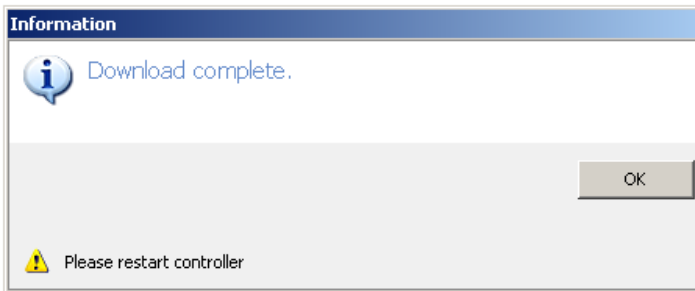 Information
Download complete.
OK
Please restart controller